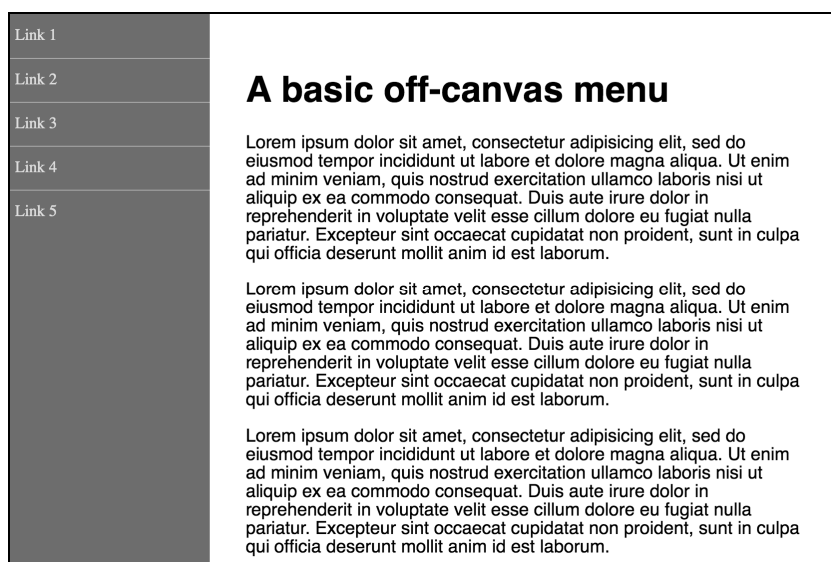 Link 1
Link 2
Link 3
Link 4
Link 5
A basic off-canvas menu
Lorem ipsum dolor sit amet, consectetur adipisicing elit, sed do
eiusmod tempor incididunt ut labore et dolore magna aliqua. Ut enim
ad minim veniam, quis nostrud exercitation ullamco laboris nisi ut
aliquip ex ea commodo consequat. Duis aute irure dolor in
reprehenderit in voluptate velit esse cillum dolore eu fugiat nulla
pariatur. Excepteur sint occaecat cupidatat non proident, sunt in culpa
qui officia deserunt mollit anim id est laborum.
Lorem ipsum dolor sit amet, consectetur adipisicing elit, sed do
eiusmod tempor incididunt ut labore et dolore magna aliqua. Ut enim
ad minim veniam, quis nostrud exercitation ullamco laboris nisi ut
aliquip ex ea commodo consequat. Duis aute irure dolor in
reprehenderit in voluptate velit esse cillum dolore eu fugiat nulla
pariatur. Excepteur sint occaecat cupidatat non proident, sunt in culpa
qui officia deserunt mollit anim id est laborum.
Lorem ipsum dolor sit amet, consectetur adipisicing elit, sed do
eiusmod tempor incididunt ut labore et dolore magna aliqua. Ut enim
ad minim veniam, quis nostrud exercitation ullamco laboris nisi ut
aliquip ex ea commodo consequat. Duis aute irure dolor in
reprehenderit in voluptate velit esse cillum dolore eu fugiat nulla
pariatur. Excepteur sint occaecat cupidatat non proident, sunt in culpa
qui officia deserunt mollit anim id est laborum.